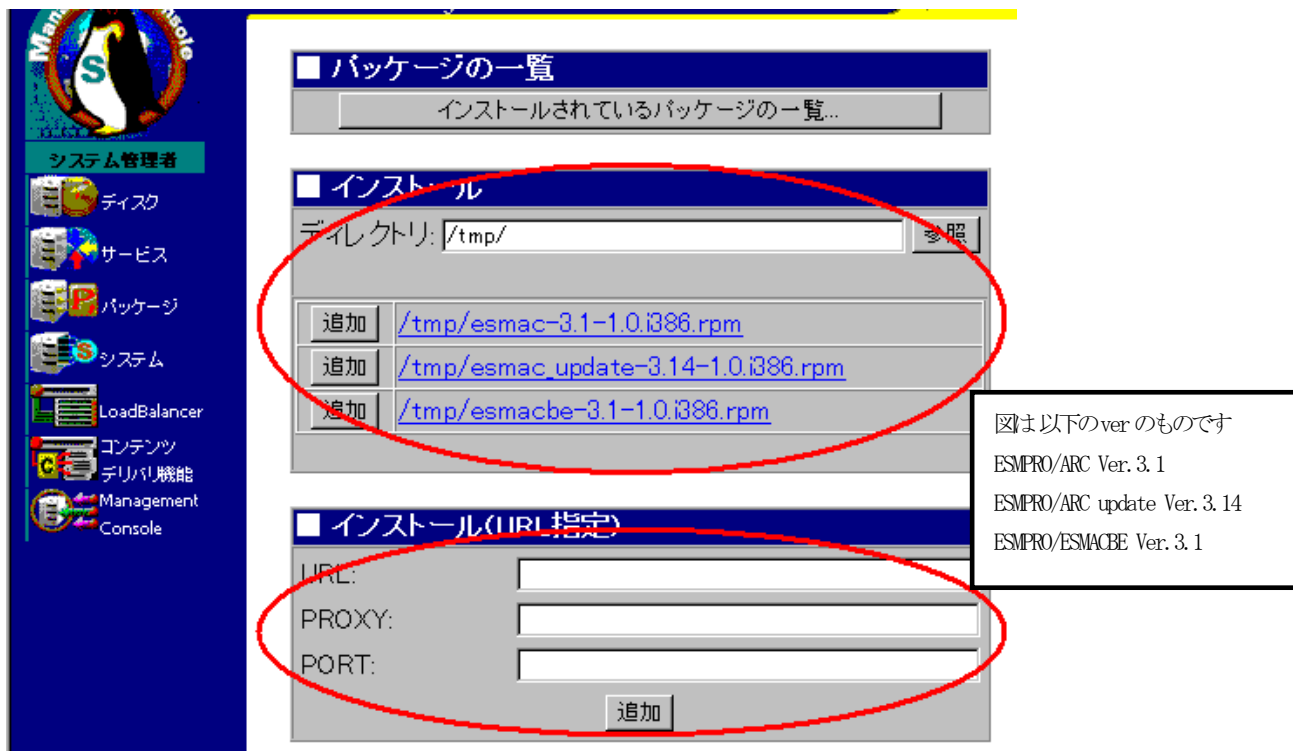 Management Console
S
システム管理者
ディスク
サービス
パッケージ
システム
LoadBalancer
コンテンツ
デリバリ機能
Management
Console
■ パッケージの一覧
インストールされているパッケージの一覧...
■ インストール
ディレクトリ: /tmp/ 参照
追加 /tmp/esmac-3.1-1.0.i386.rpm
追加 /tmp/esmac_update-3.14-1.0.i386.rpm
追加 /tmp/esmacbe-3.1-1.0.i386.rpm
■ インストール(URL指定)
URL:
PROXY:
PORT:
追加
図は以下のverのものです
ESMPRO/ARC Ver.3.1
ESMPRO/ARC update Ver.3.14
ESMPRO/ESMACBE Ver.3.1